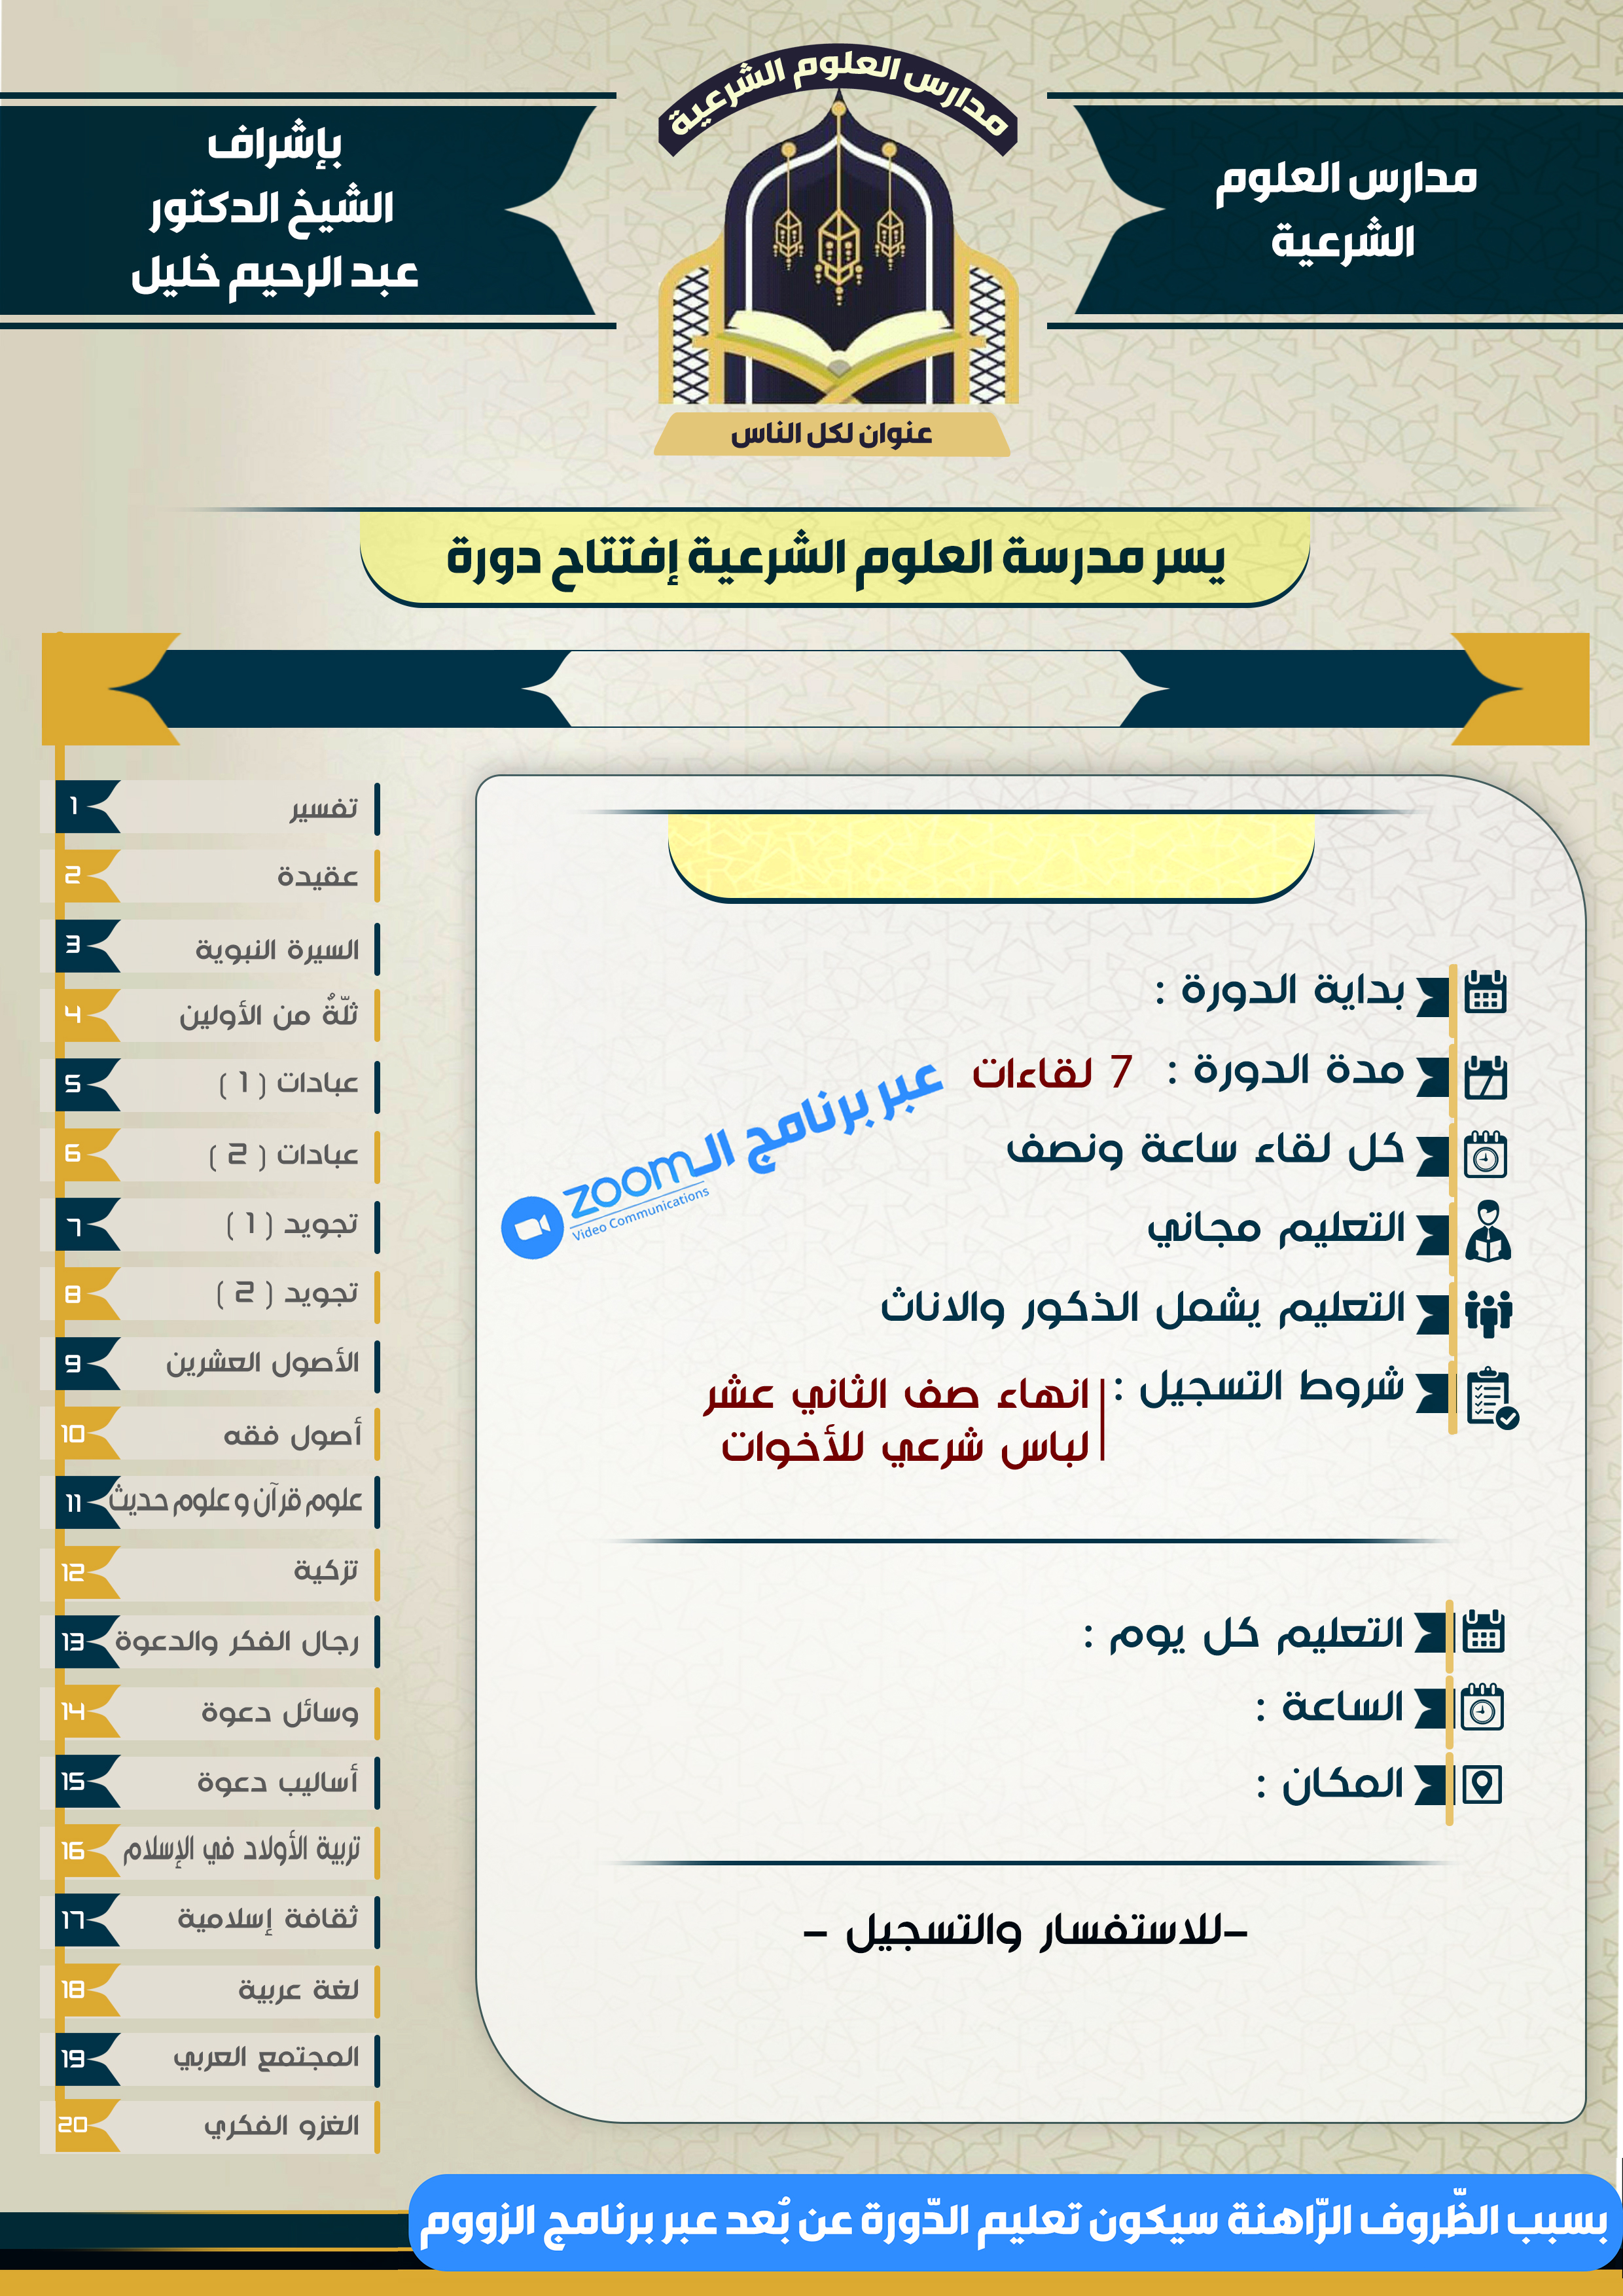 مدارس العلوم الشرعية
مدارس العلوم
الشرعية
بإشراف
الشيخ الدكتور
عبد الرحيم خليل
عنوان لكل الناس
يسر مدرسة العلوم الشرعية إفتتاح دورة
بداية الدورة :
مدة الدورة : 7 لقاءات
كل لقاء ساعة ونصف
عبر برنامج الـ zoom
Video Communications
التعليم مجاني
التعليم يشمل الذكور والاناث
شروط التسجيل : انهاء صف الثاني عشر
لباس شرعي للأخوات
التعليم كل يوم :
الساعة :
المكان :
-للاستفسار والتسجيل -
1 تفسير
2 عقيدة
3 السيرة النبوية
4 ثلّةٌ من الأولين
5 عبادات ( 1 )
6 عبادات ( 2 )
7 تجويد ( 1 )
8 تجويد ( 2 )
9 الأصول العشرين
10 أصول فقه
11 علوم قرآن و علوم حديث
12 تزكية
13 رجال الفكر والدعوة
14 وسائل دعوة
15 أساليب دعوة
16 تربية الأولاد في الإسلام
17 ثقافة إسلامية
18 لغة عربية
19 المجتمع العربي
20 الغزو الفكري
بسبب الظّروف الرّاهنة سيكون تعليم الدّورة عن بُعد عبر برنامج الزووم